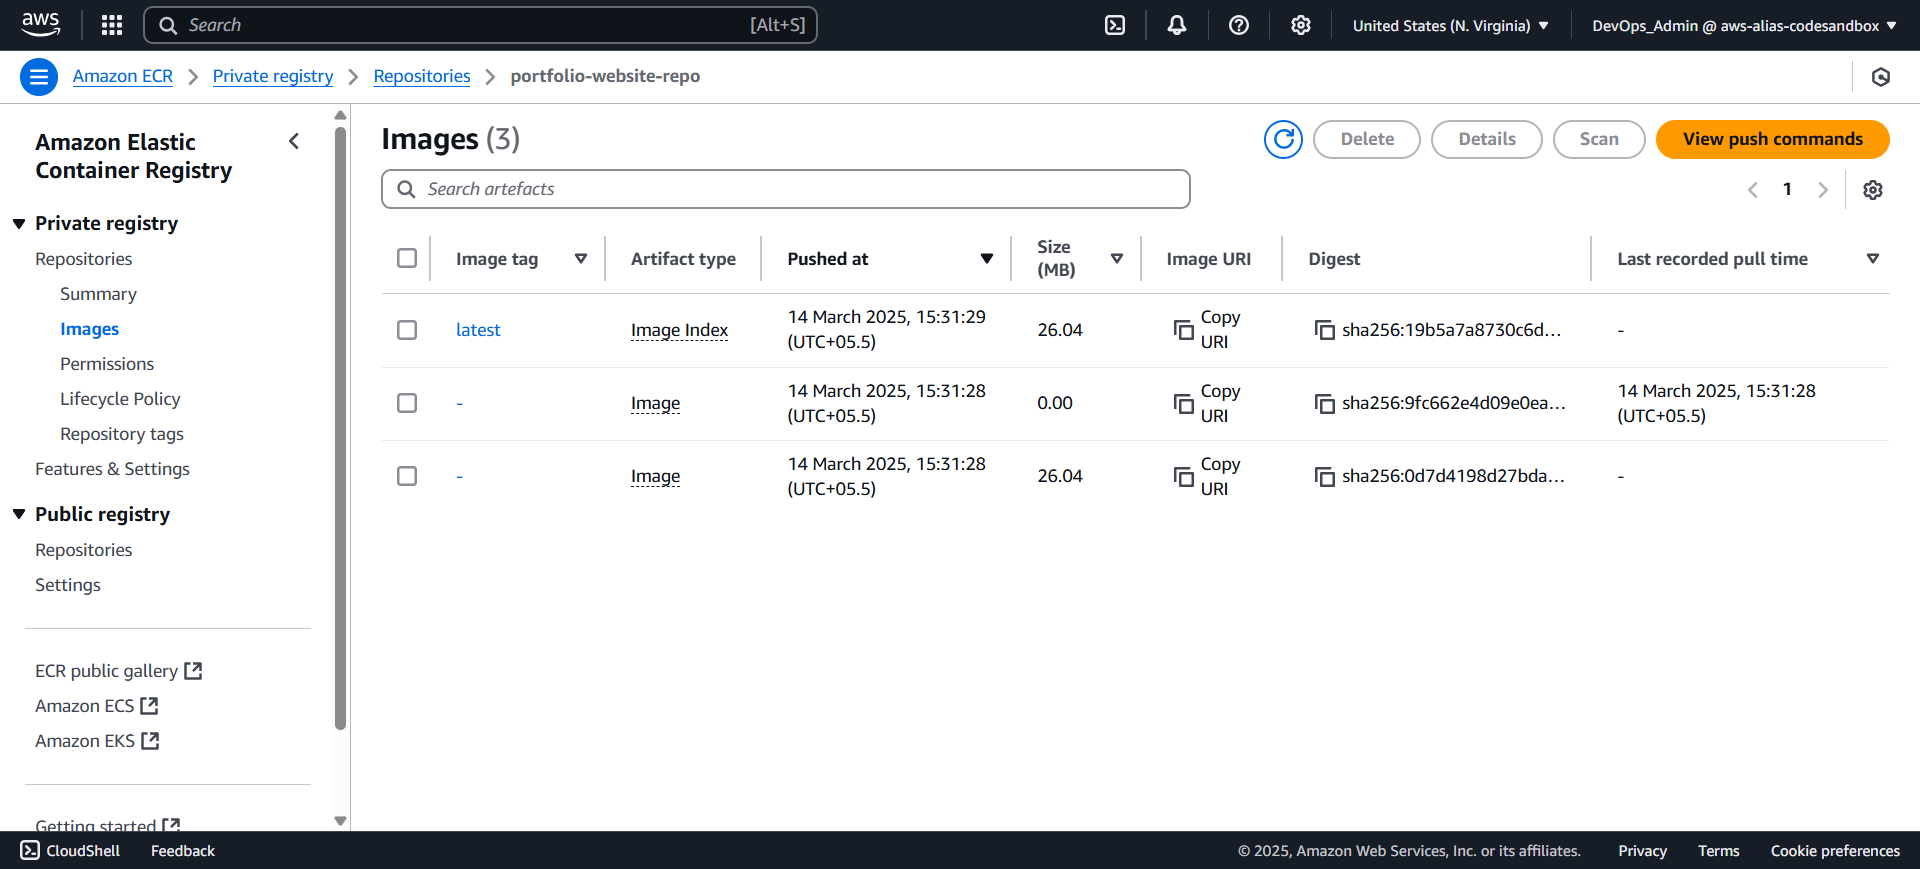 aws
Search
[Alt+S]
United States (N. Virginia)
DevOps_Admin @ aws-alias-codesandbox
Amazon ECR
Private registry
Repositories
portfolio-website-repo
Amazon Elastic
Container Registry
Private registry
Repositories
Summary
Images
Permissions
Lifecycle Policy
Repository tags
Features & Settings
Public registry
Repositories
Settings
ECR public gallery
Amazon ECS
Amazon EKS
Getting started
Images (3)
Delete
Details
Scan
View push commands
Search artefacts
1
Image tag
Artifact type
Pushed at
Size
(MB)
Image URI
Digest
Last recorded pull time
latest
Image Index
14 March 2025, 15:31:29
(UTC+05.5)
26.04
Copy
URI
sha256:19b5a7a8730c6d...
-
-
Image
14 March 2025, 15:31:28
(UTC+05.5)
0.00
Copy
URI
sha256:9fc662e4d09e0ea...
14 March 2025, 15:31:28
(UTC+05.5)
-
Image
14 March 2025, 15:31:28
(UTC+05.5)
26.04
Copy
URI
sha256:0d7d4198d27bda...
-
CloudShell
Feedback
© 2025, Amazon Web Services, Inc. or its affiliates.
Privacy
Terms
Cookie preferences